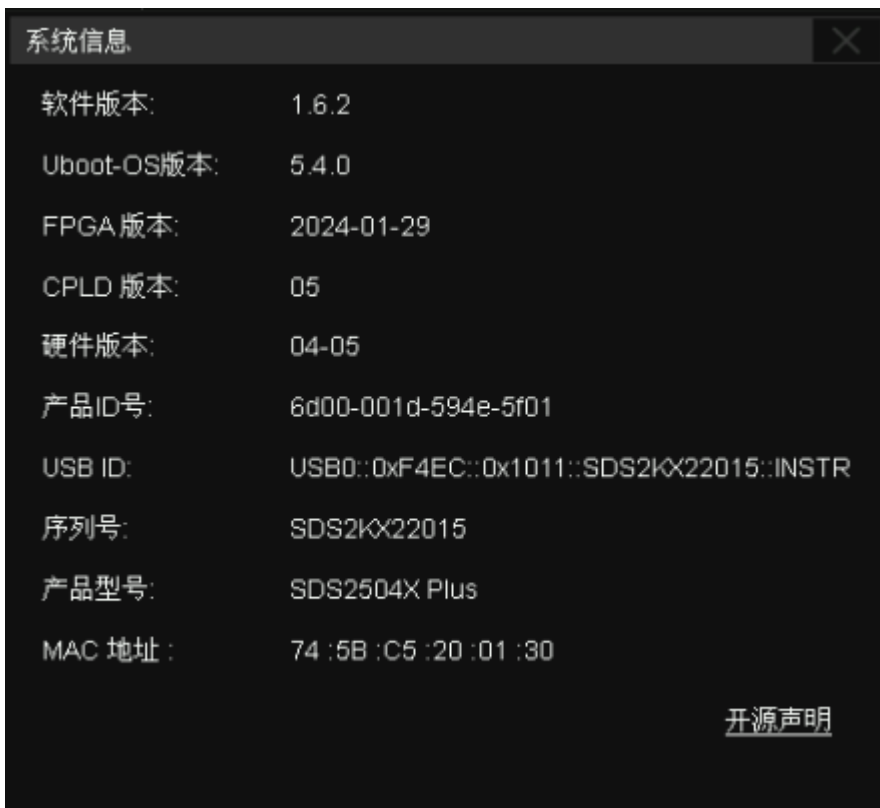 系统信息
软件版本: 1.6.2
Uboot-OS版本: 5.4.0
FPGA 版本: 2024-01-29
CPLD 版本: 05
硬件版本: 04-05
产品ID号: 6d00-001d-594e-5f01
USB ID: USB0::0xF4EC::0x1011::SDS2KX22015::INSTR
序列号: SDS2KX22015
产品型号: SDS2504X Plus
MAC 地址 : 74 :5B :C5 :20 :01 :30
开源声明